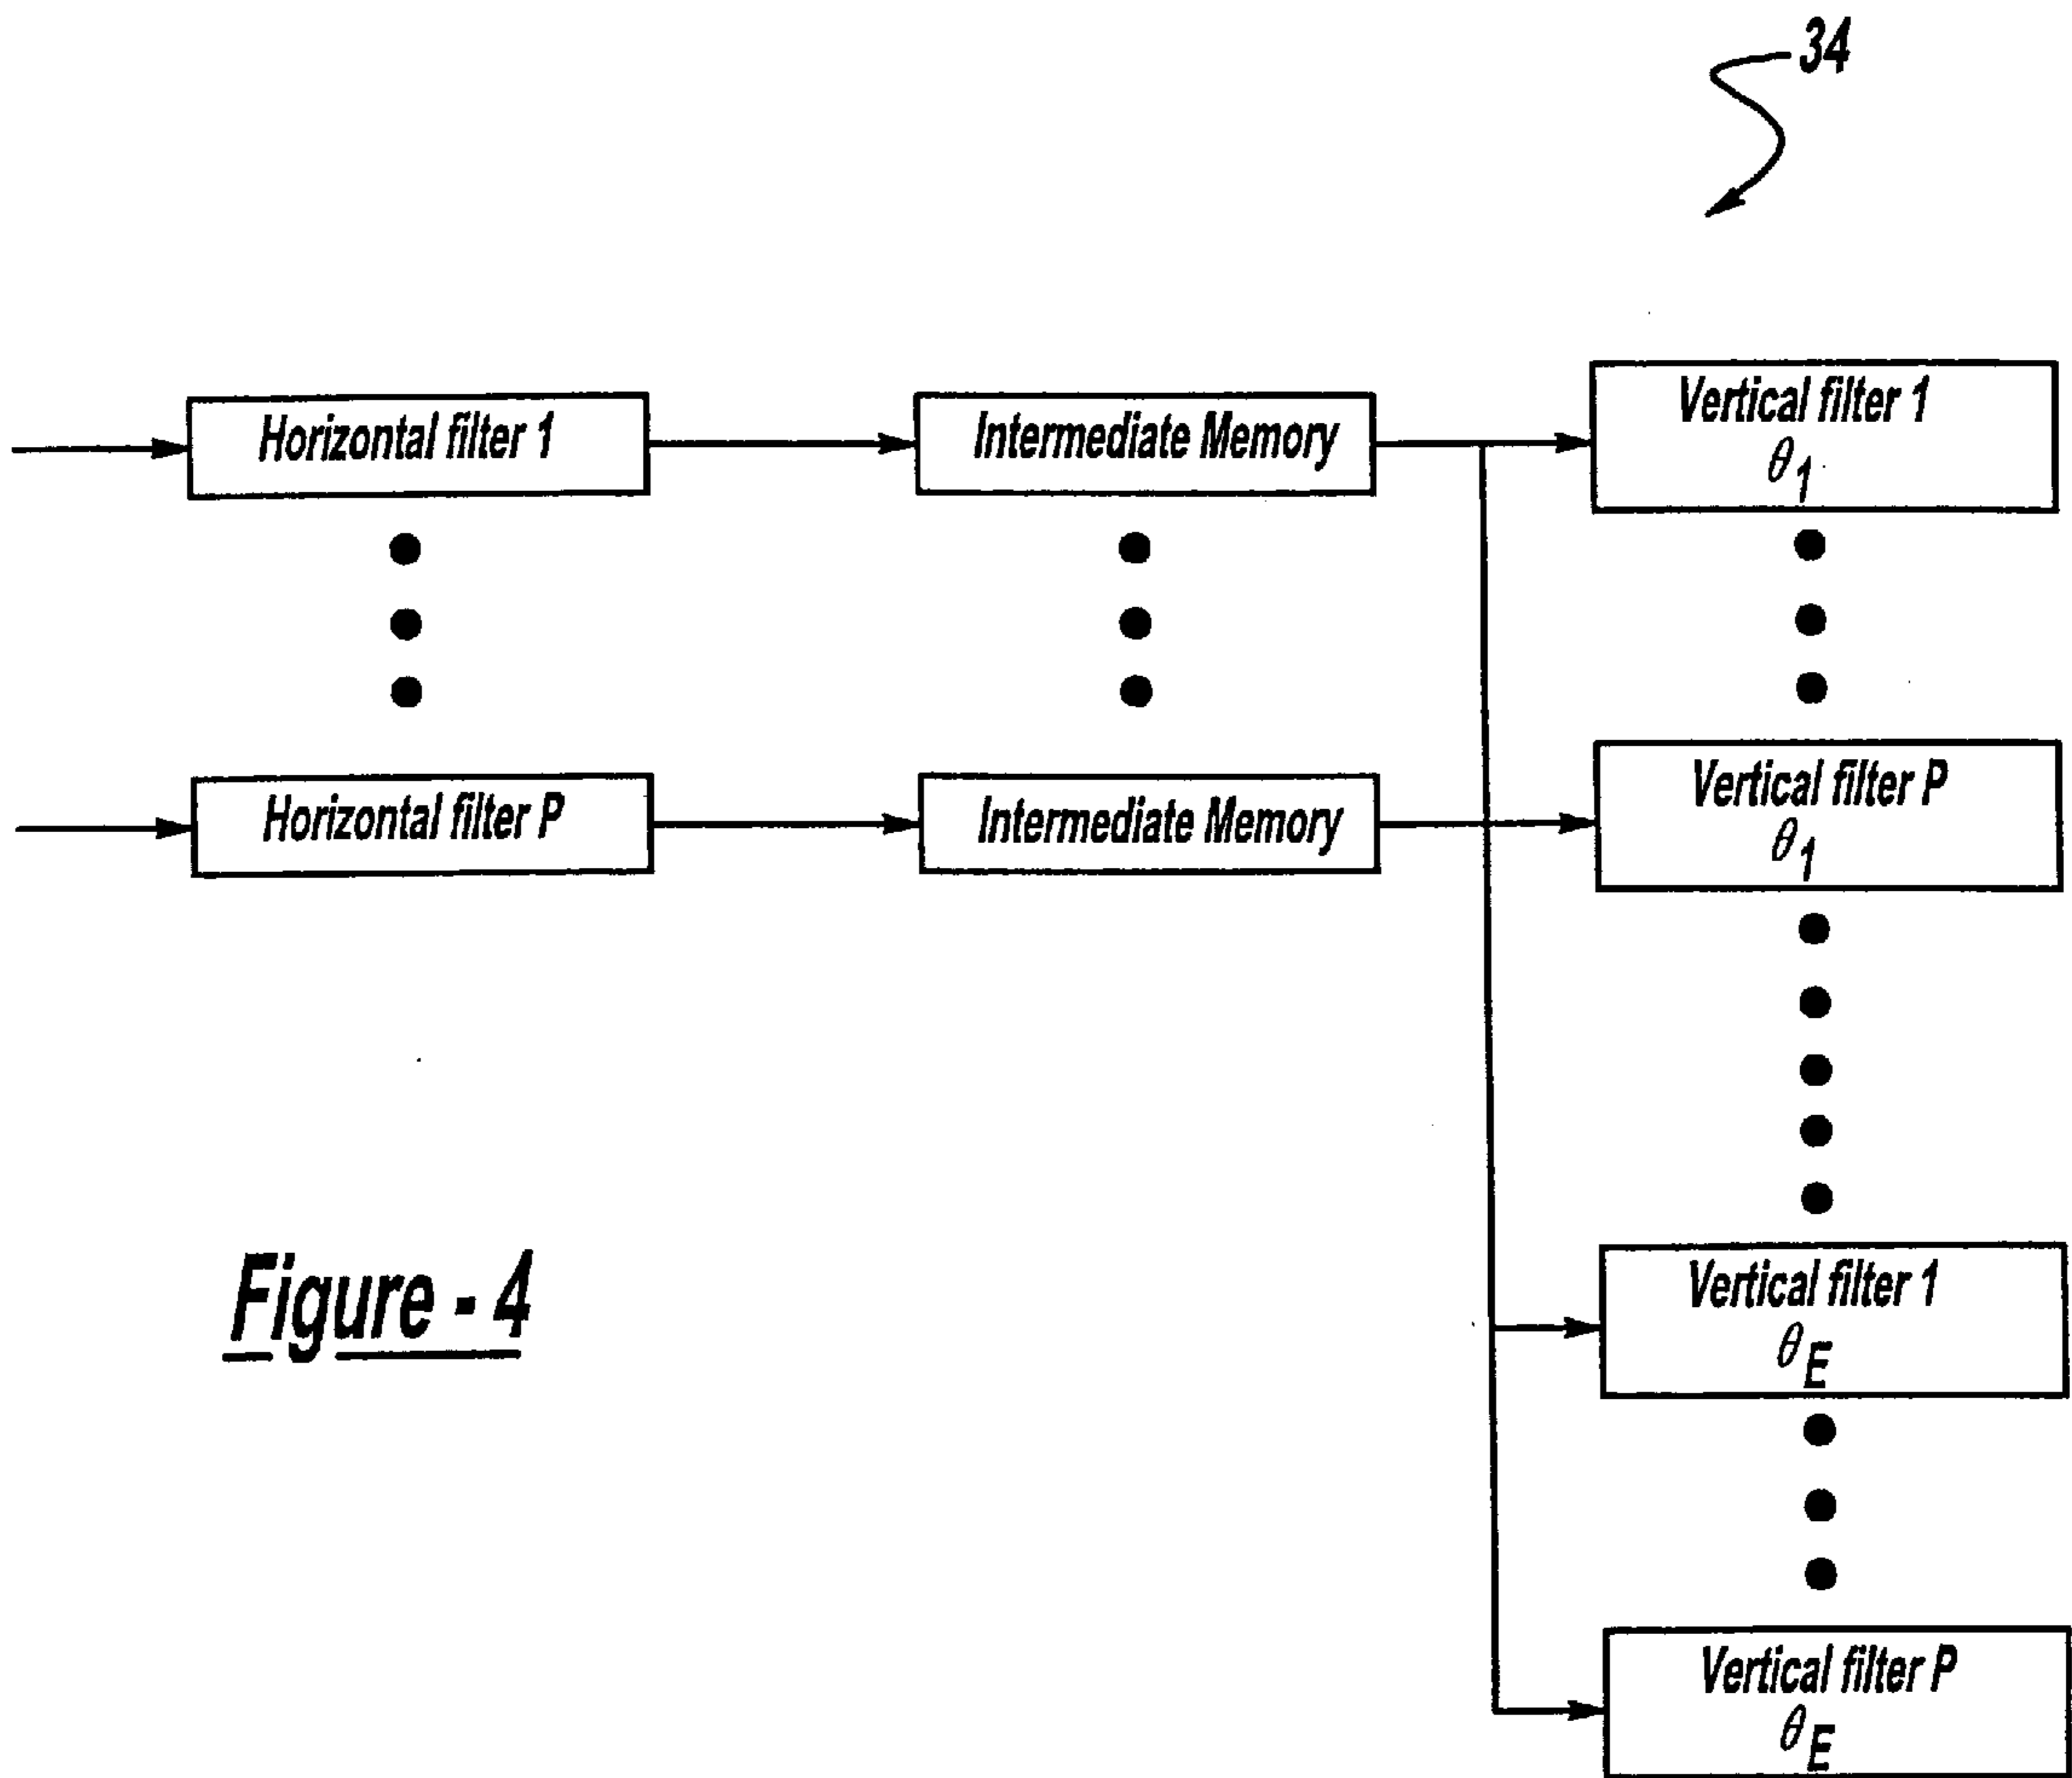 34
Horizontal filter 1
Intermediate Memory
Vertical filter 1
θ1
Horizontal filter P
Intermediate Memory
Vertical filter P
θ1
Vertical filter 1
θE
Vertical filter P
θE
Figure - 4